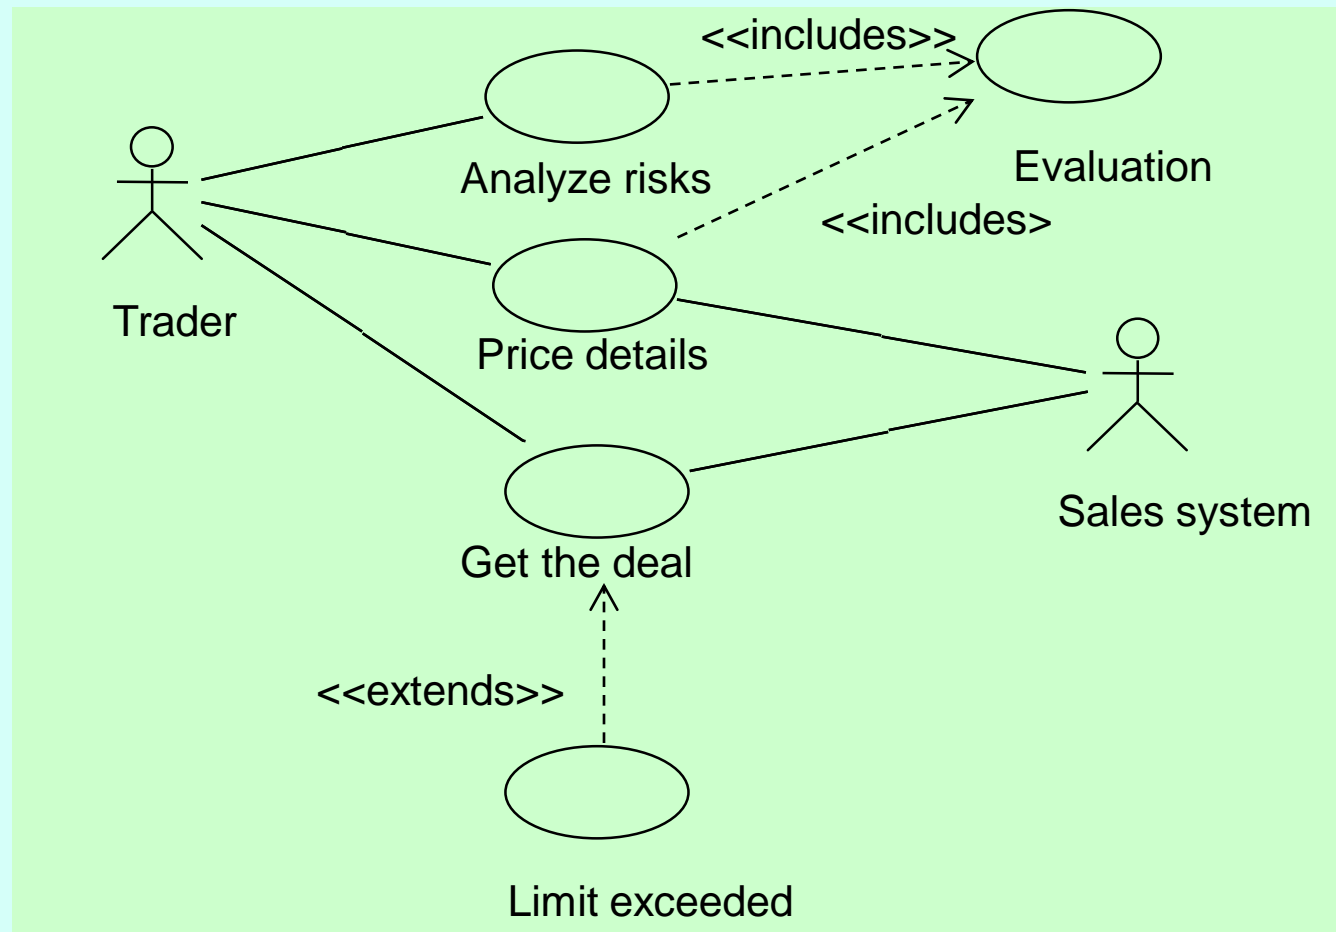 <<includes>>
Evaluation
Analyze risks
<<includes>
Trader
Price details
Sales system
Get the deal
<<extends>>
Limit exceeded